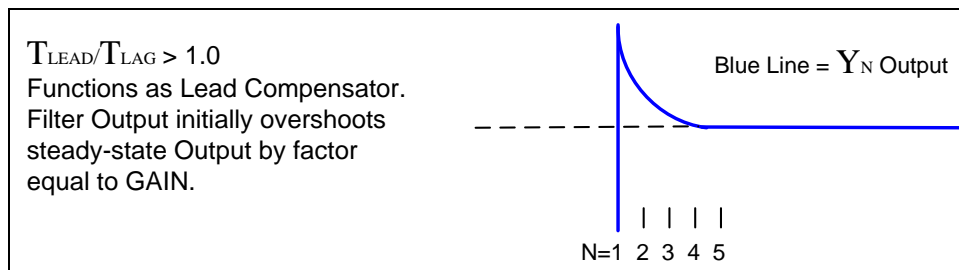 TLEAD/TLAG > 1.0
Functions as Lead Compensator.
Filter Output initially overshoots
steady-state Output by factor
equal to GAIN.
Blue Line = YN Output
N=1 2 3 4 5